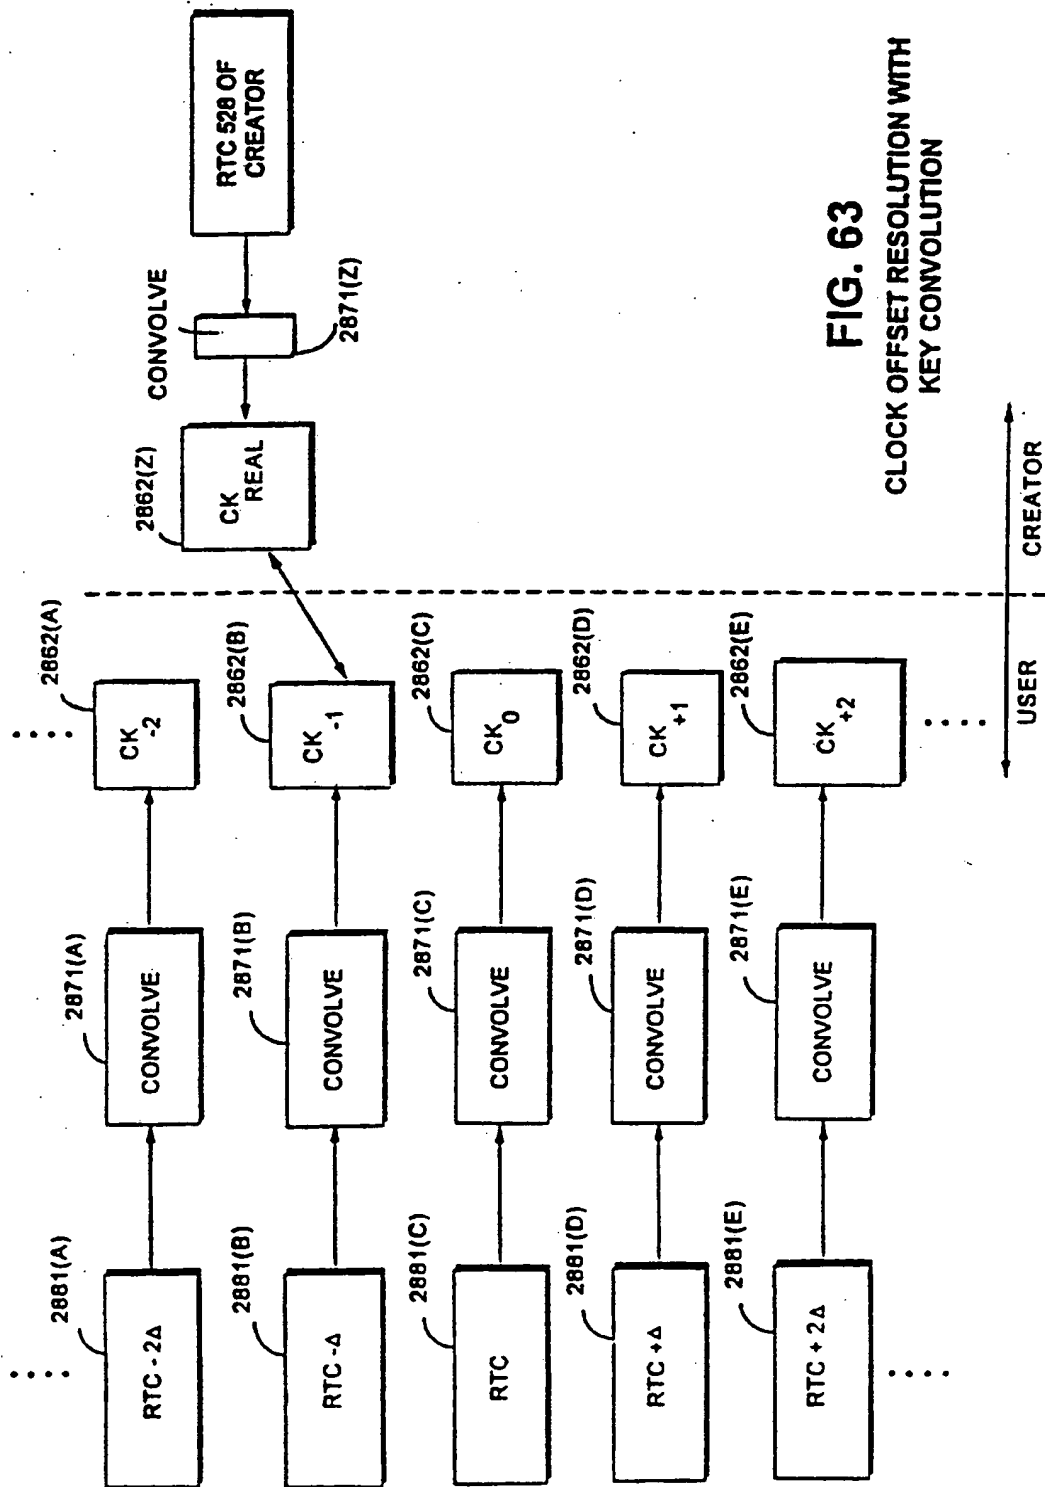 2881(A)
RTC - 2Δ
2871(A)
CONVOLVE
2862(A)
CK -2
2881(B)
RTC -Δ
2871(B)
CONVOLVE
2862(B)
CK -1
2881(C)
RTC
2871(C)
CONVOLVE
2862(C)
CK 0
2881(D)
RTC +Δ
2871(D)
CONVOLVE
2862(D)
CK +1
2881(E)
RTC + 2Δ
2871(E)
CONVOLVE
2862(E)
CK +2
2862(Z)
CK REAL
CONVOLVE
2871(Z)
RTC 528 OF
CREATOR
USER
CREATOR
FIG. 63
CLOCK OFFSET RESOLUTION WITH
KEY CONVOLUTION